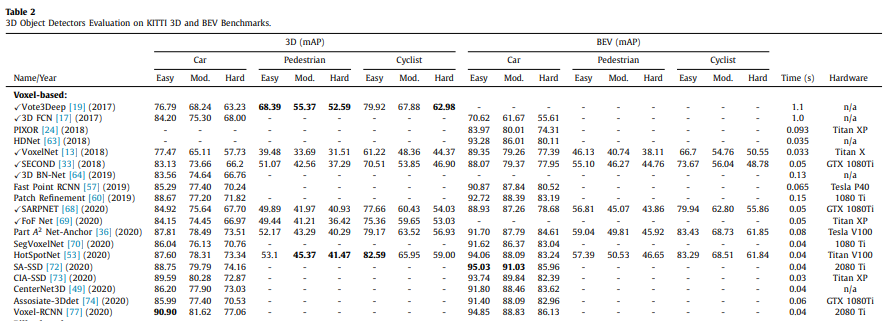 Table 2
3D Object Detectors Evaluation on KITTI 3D and BEV Benchmarks.
3D (mAP) BEV (mAP)
Car Pedestrian Cyclist Car Pedestrian Cyclist
Name/Year Easy Mod. Hard Easy Mod. Hard Easy Mod. Hard Easy Mod. Hard Easy Mod. Hard Easy Mod. Hard Time (s) Hardware
Voxel-based:
✓Vote3Deep [19] (2017) 76.79 68.24 63.23 68.39 55.37 52.59 79.92 67.88 62.98 - - - - - - - - - 1.1 n/a
✓3D FCN [17] (2017) 84.20 75.30 68.00 - - - - - - 70.62 61.67 55.61 - - - - - - 1.0 n/a
PIXOR [24] (2018) - - - - - - - - - 83.97 80.01 74.31 - - - - - - 0.093 Titan XP
HDNet [63] (2018) - - - - - - - - - 93.28 86.01 80.11 - - - - - - 0.035 n/a
✓VoxelNet [13] (2018) 77.47 65.11 57.73 39.48 33.69 31.51 61.22 48.36 44.37 89.35 79.26 77.39 46.13 40.74 38.11 66.7 54.76 50.55 0.033 Titan X
✓SECOND [33] (2018) 83.13 73.66 66.2 51.07 42.56 37.29 70.51 53.85 46.90 88.07 79.37 77.95 55.10 46.27 44.76 73.67 56.04 48.78 0.05 GTX 1080Ti
✓3D BN-Net [64] (2019) 83.56 74.64 66.76 - - - - - - - - - - - - - - - 0.13 n/a
Fast Point RCNN [57] (2019) 85.29 77.40 70.24 - - - - - - 90.87 87.84 80.52 - - - - - - 0.065 Tesla P40
Patch Refinement [60] (2019) 88.67 77.20 71.82 - - - - - - 92.72 88.39 83.19 - - - - - - 0.15 1080 Ti
✓SARPNET [68] (2020) 84.92 75.64 67.70 49.89 41.97 40.93 77.66 60.43 54.03 88.93 87.26 78.68 56.81 45.07 43.86 79.94 62.80 55.86 0.05 GTX 1080Ti
✓FoF Net [69] (2020) 84.15 74.45 66.97 49.44 41.21 36.42 75.36 59.65 53.03 - - - - - - - - - 0.05 Titan XP
Part A² Net-Anchor [36] (2020) 87.81 78.49 73.51 52.17 43.29 40.29 79.17 63.52 56.93 91.70 87.79 84.61 59.04 49.81 45.92 83.43 68.73 61.85 0.08 Tesla V100
SegVoxelNet [70] (2020) 86.04 76.13 70.76 - - - - - - 91.62 86.37 83.04 - - - - - - 0.04 1080 Ti
HotSpotNet [53] (2020) 87.60 78.31 73.34 53.1 45.37 41.47 82.59 65.95 59.00 94.06 88.09 83.24 57.39 50.53 46.65 83.29 68.51 61.84 0.04 Titan V100
SA-SSD [72] (2020) 88.75 79.79 74.16 - - - - - - 95.03 91.03 85.96 - - - - - - 0.04 2080 Ti
CIA-SSD [73] (2020) 89.59 80.28 72.87 - - - - - - 93.74 89.84 82.39 - - - - - - 0.03 Titan XP
CenterNet3D [49] (2020) 86.20 77.90 73.03 - - - - - - 91.80 88.46 83.62 - - - - - - 0.04 n/a
Assosiate-3Ddet [74] (2020) 85.99 77.40 70.53 - - - - - - 91.40 88.09 82.96 - - - - - - 0.06 GTX 1080Ti
Voxel-RCNN [77] (2020) 90.90 81.62 77.06 - - - - - - 94.85 88.83 86.13 - - - - - - 0.04 2080 Ti